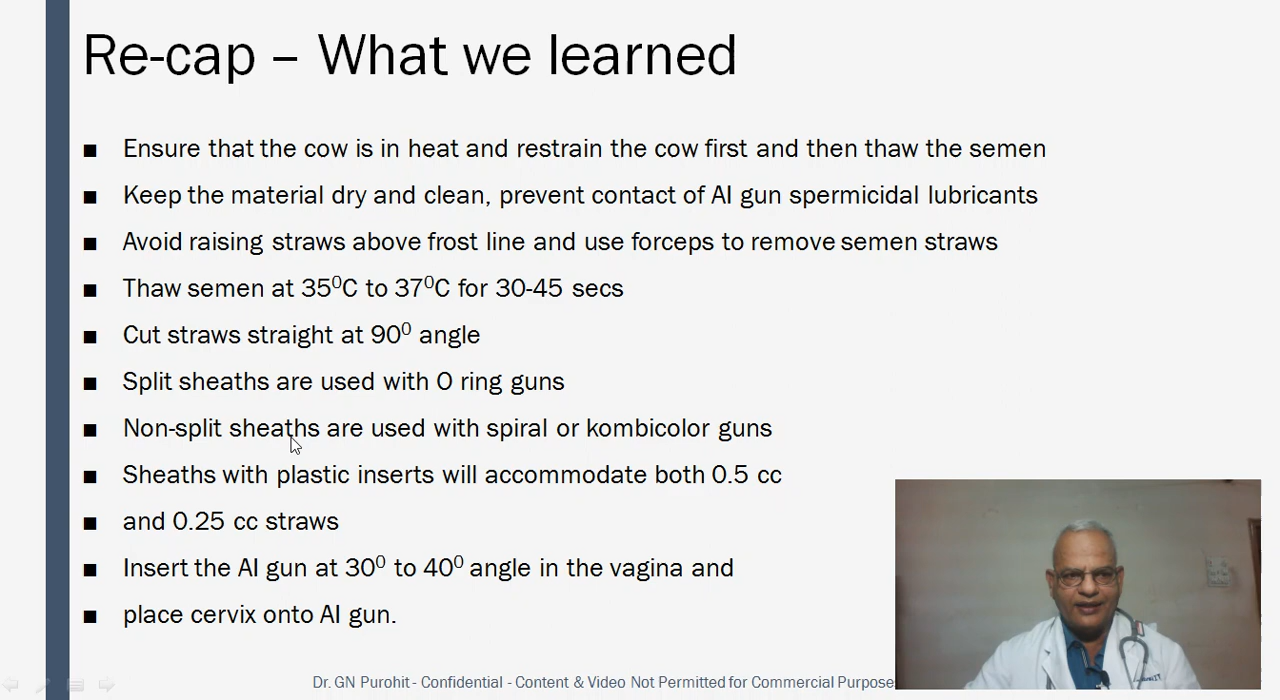 Re-cap – What we learned
■ Ensure that the cow is in heat and restrain the cow first and then thaw the semen
■ Keep the material dry and clean, prevent contact of AI gun spermicidal lubricants
■ Avoid raising straws above frost line and use forceps to remove semen straws
■ Thaw semen at 35⁰C to 37⁰C for 30-45 secs
■ Cut straws straight at 90⁰ angle
■ Split sheaths are used with O ring guns
■ Non-split sheaths are used with spiral or kombicolor guns
■ Sheaths with plastic inserts will accommodate both 0.5 cc
■ and 0.25 cc straws
■ Insert the AI gun at 30⁰ to 40⁰ angle in the vagina and
■ place cervix onto AI gun.
Dr. GN Purohit - Confidential - Content & Video Not Permitted for Commercial Purpose